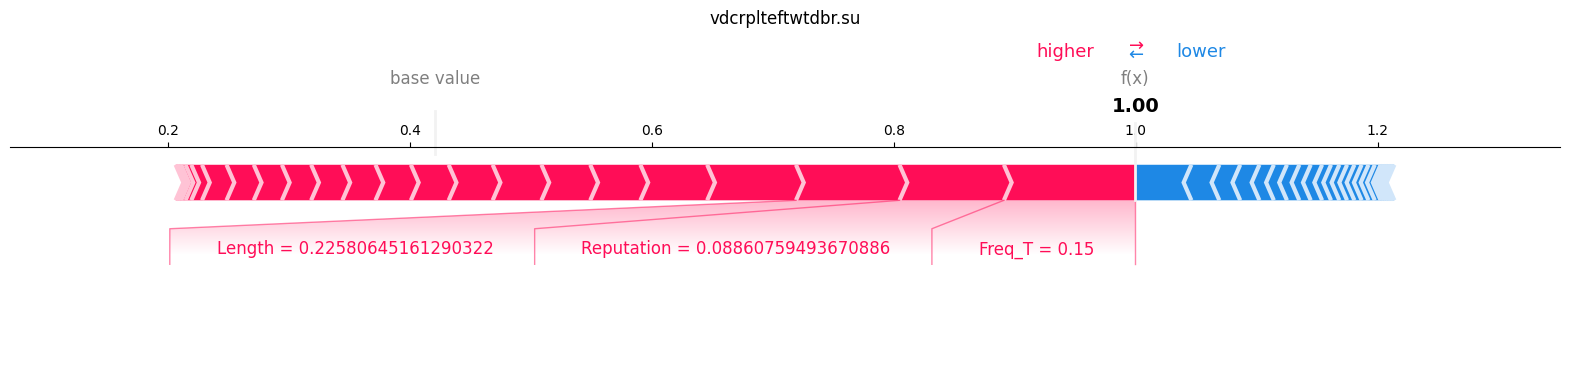 vdcrplteftwtdbr.su
higher → ← lower
base value f(x)
1.00
0.2 0.4 0.6 0.8 1.0 1.2
Length = 0.22580645161290322 Reputation = 0.08860759493670886 Freq_T = 0.15